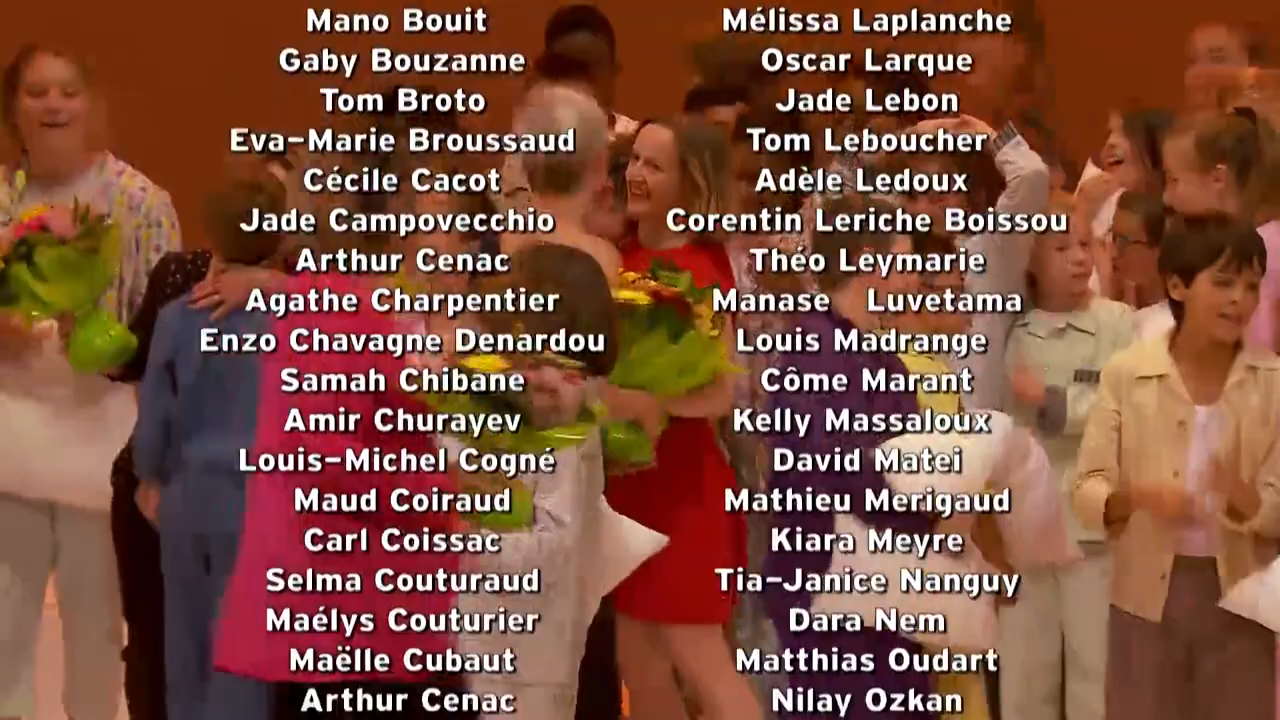 Mano Bouit
Gaby Bouzanne
Tom Broto
Eva-Marie Broussaud
Cécile Cacot
Jade Campovecchio
Arthur Cenac
Agathe Charpentier
Enzo Chavagne Denardou
Samah Chibane
Amir Churayev
Louis-Michel Cogné
Maud Coiraud
Carl Coissac
Selma Couturaud
Maélys Couturier
Maëlle Cubaut
Arthur Cenac
Mélissa Laplanche
Oscar Larque
Jade Lebon
Tom Leboucher
Adèle Ledoux
Corentin Leriche Boissou
Théo Leymarie
Manase Luvetama
Louis Madrange
Côme Marant
Kelly Massaloux
David Matei
Mathieu Merigaud
Kiara Meyre
Tia-Janice Nanguy
Dara Nem
Matthias Oudart
Nilay Ozkan